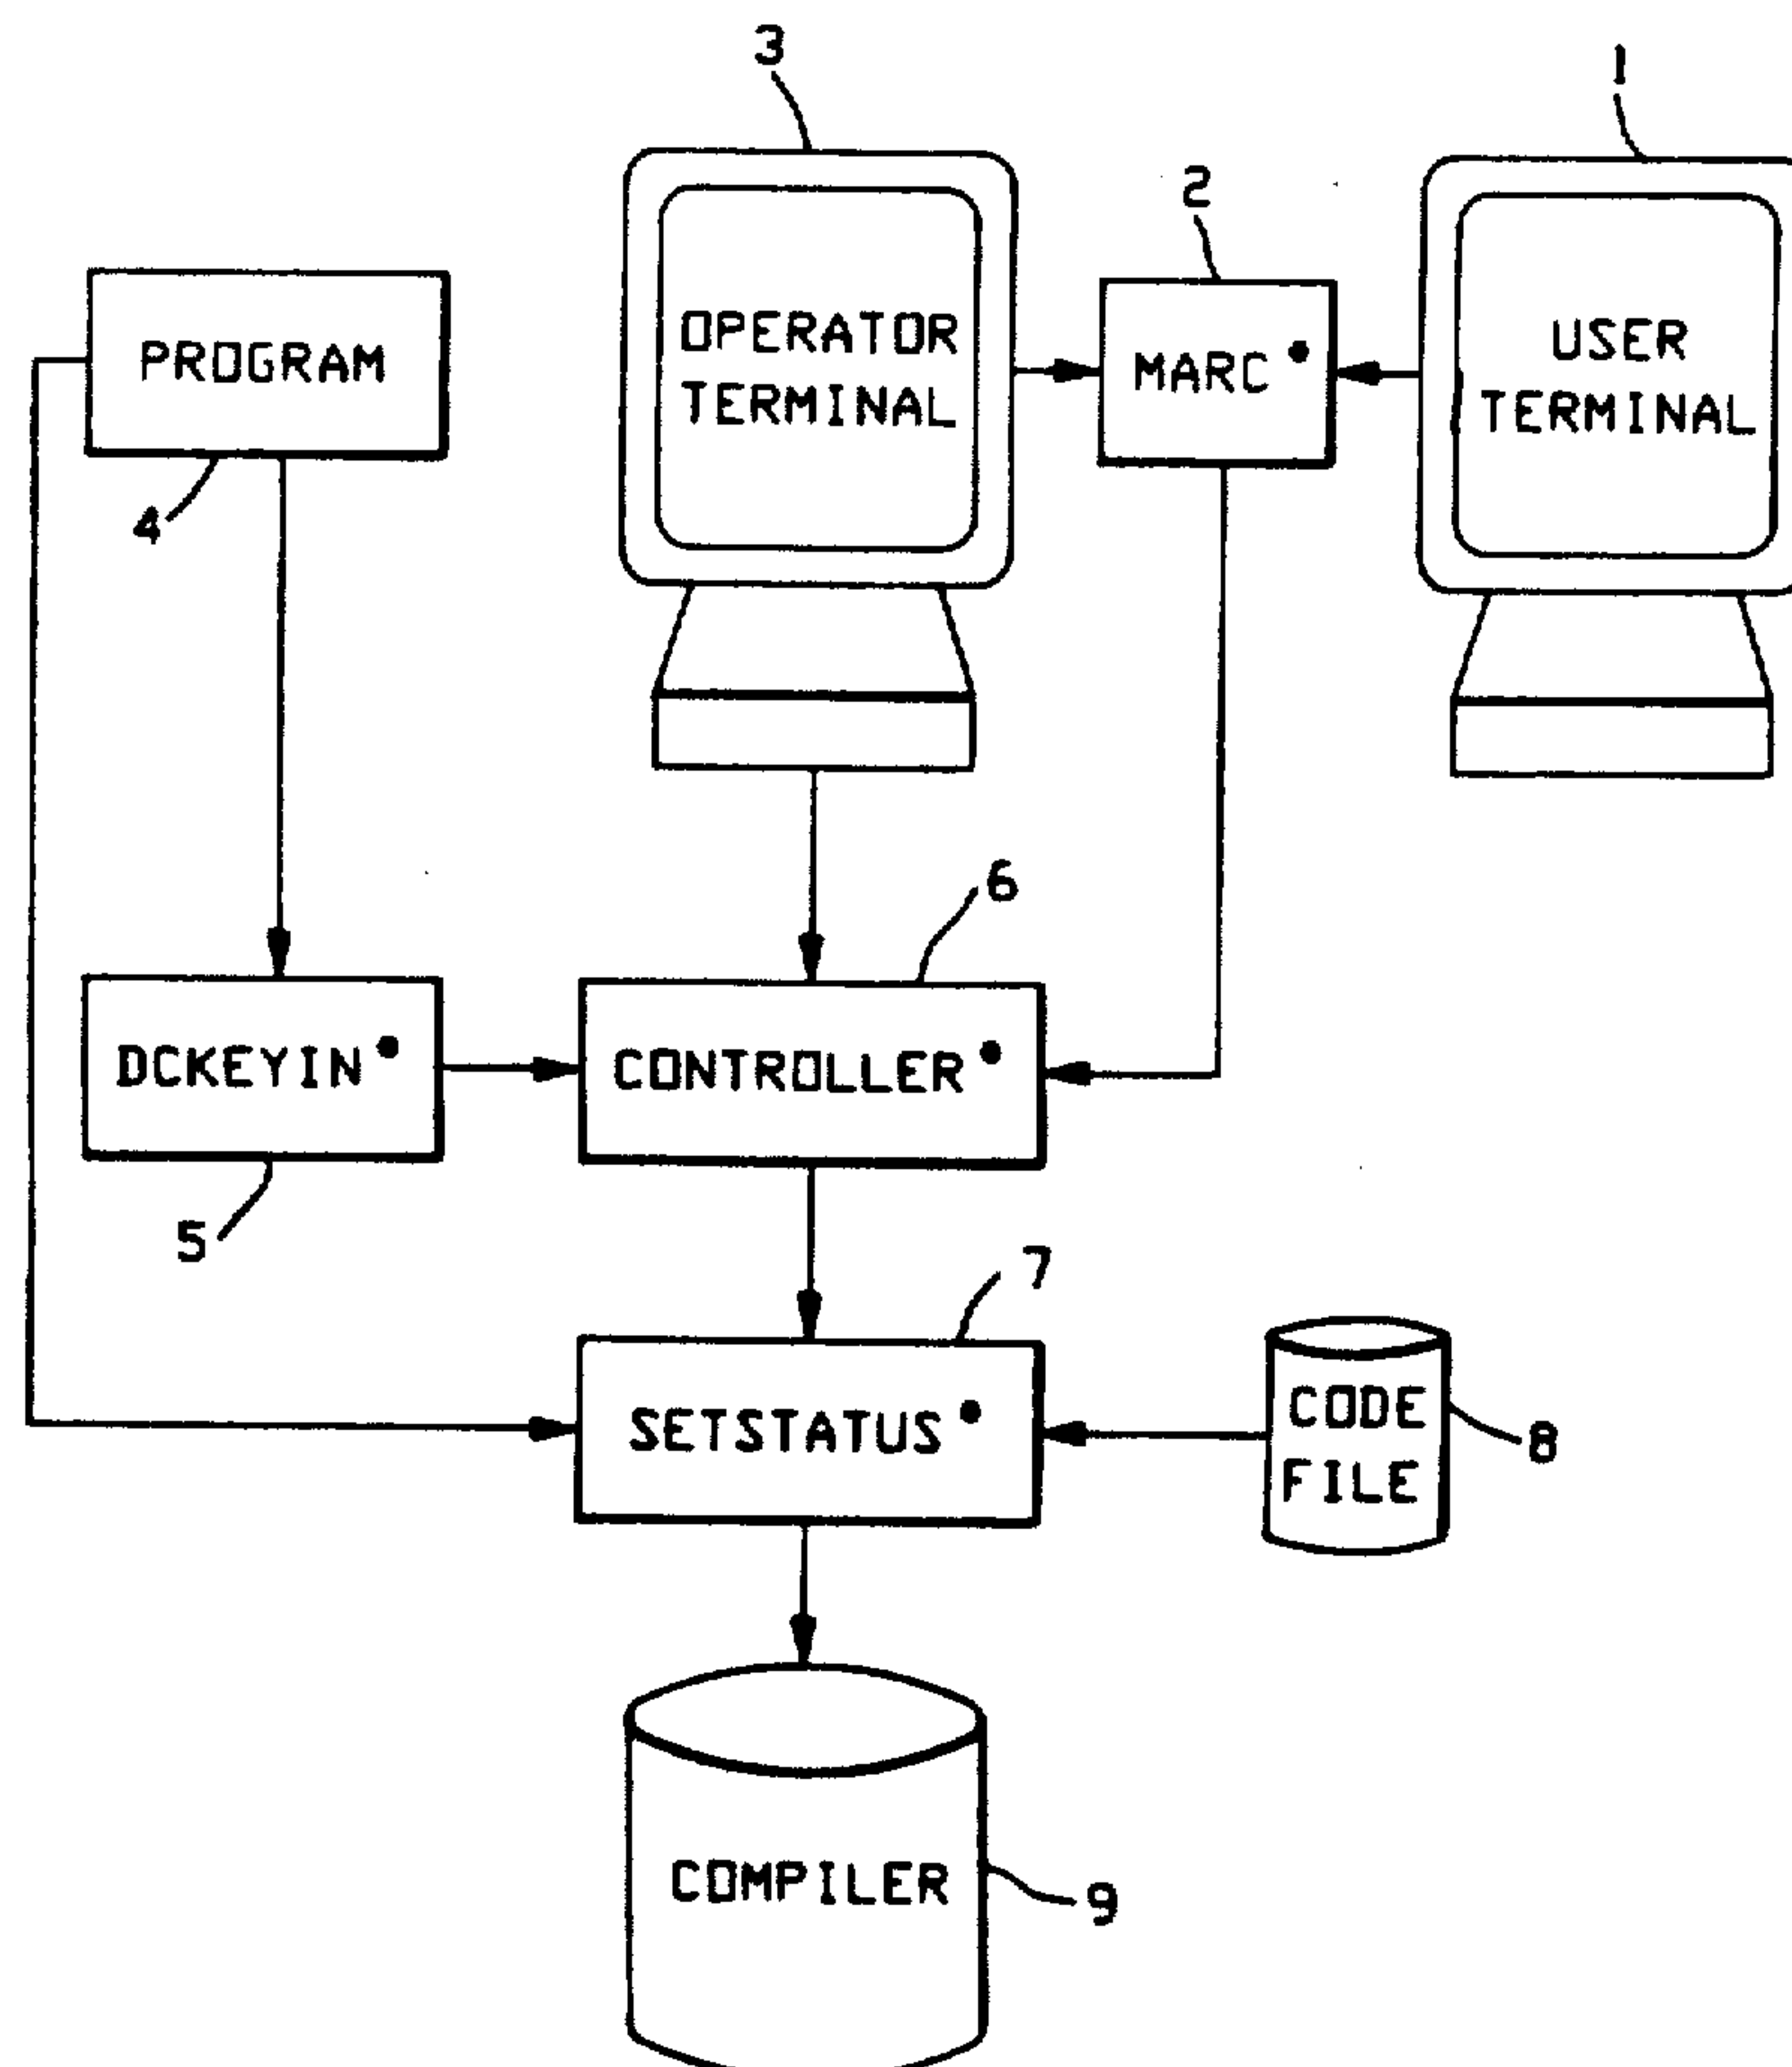 3
1
2
PROGRAM
OPERATOR
TERMINAL
MARC•
USER
TERMINAL
4
6
DCKEYIN•
CONTROLLER•
5
7
SETSTATUS•
CODE
FILE
8
COMPILER
9